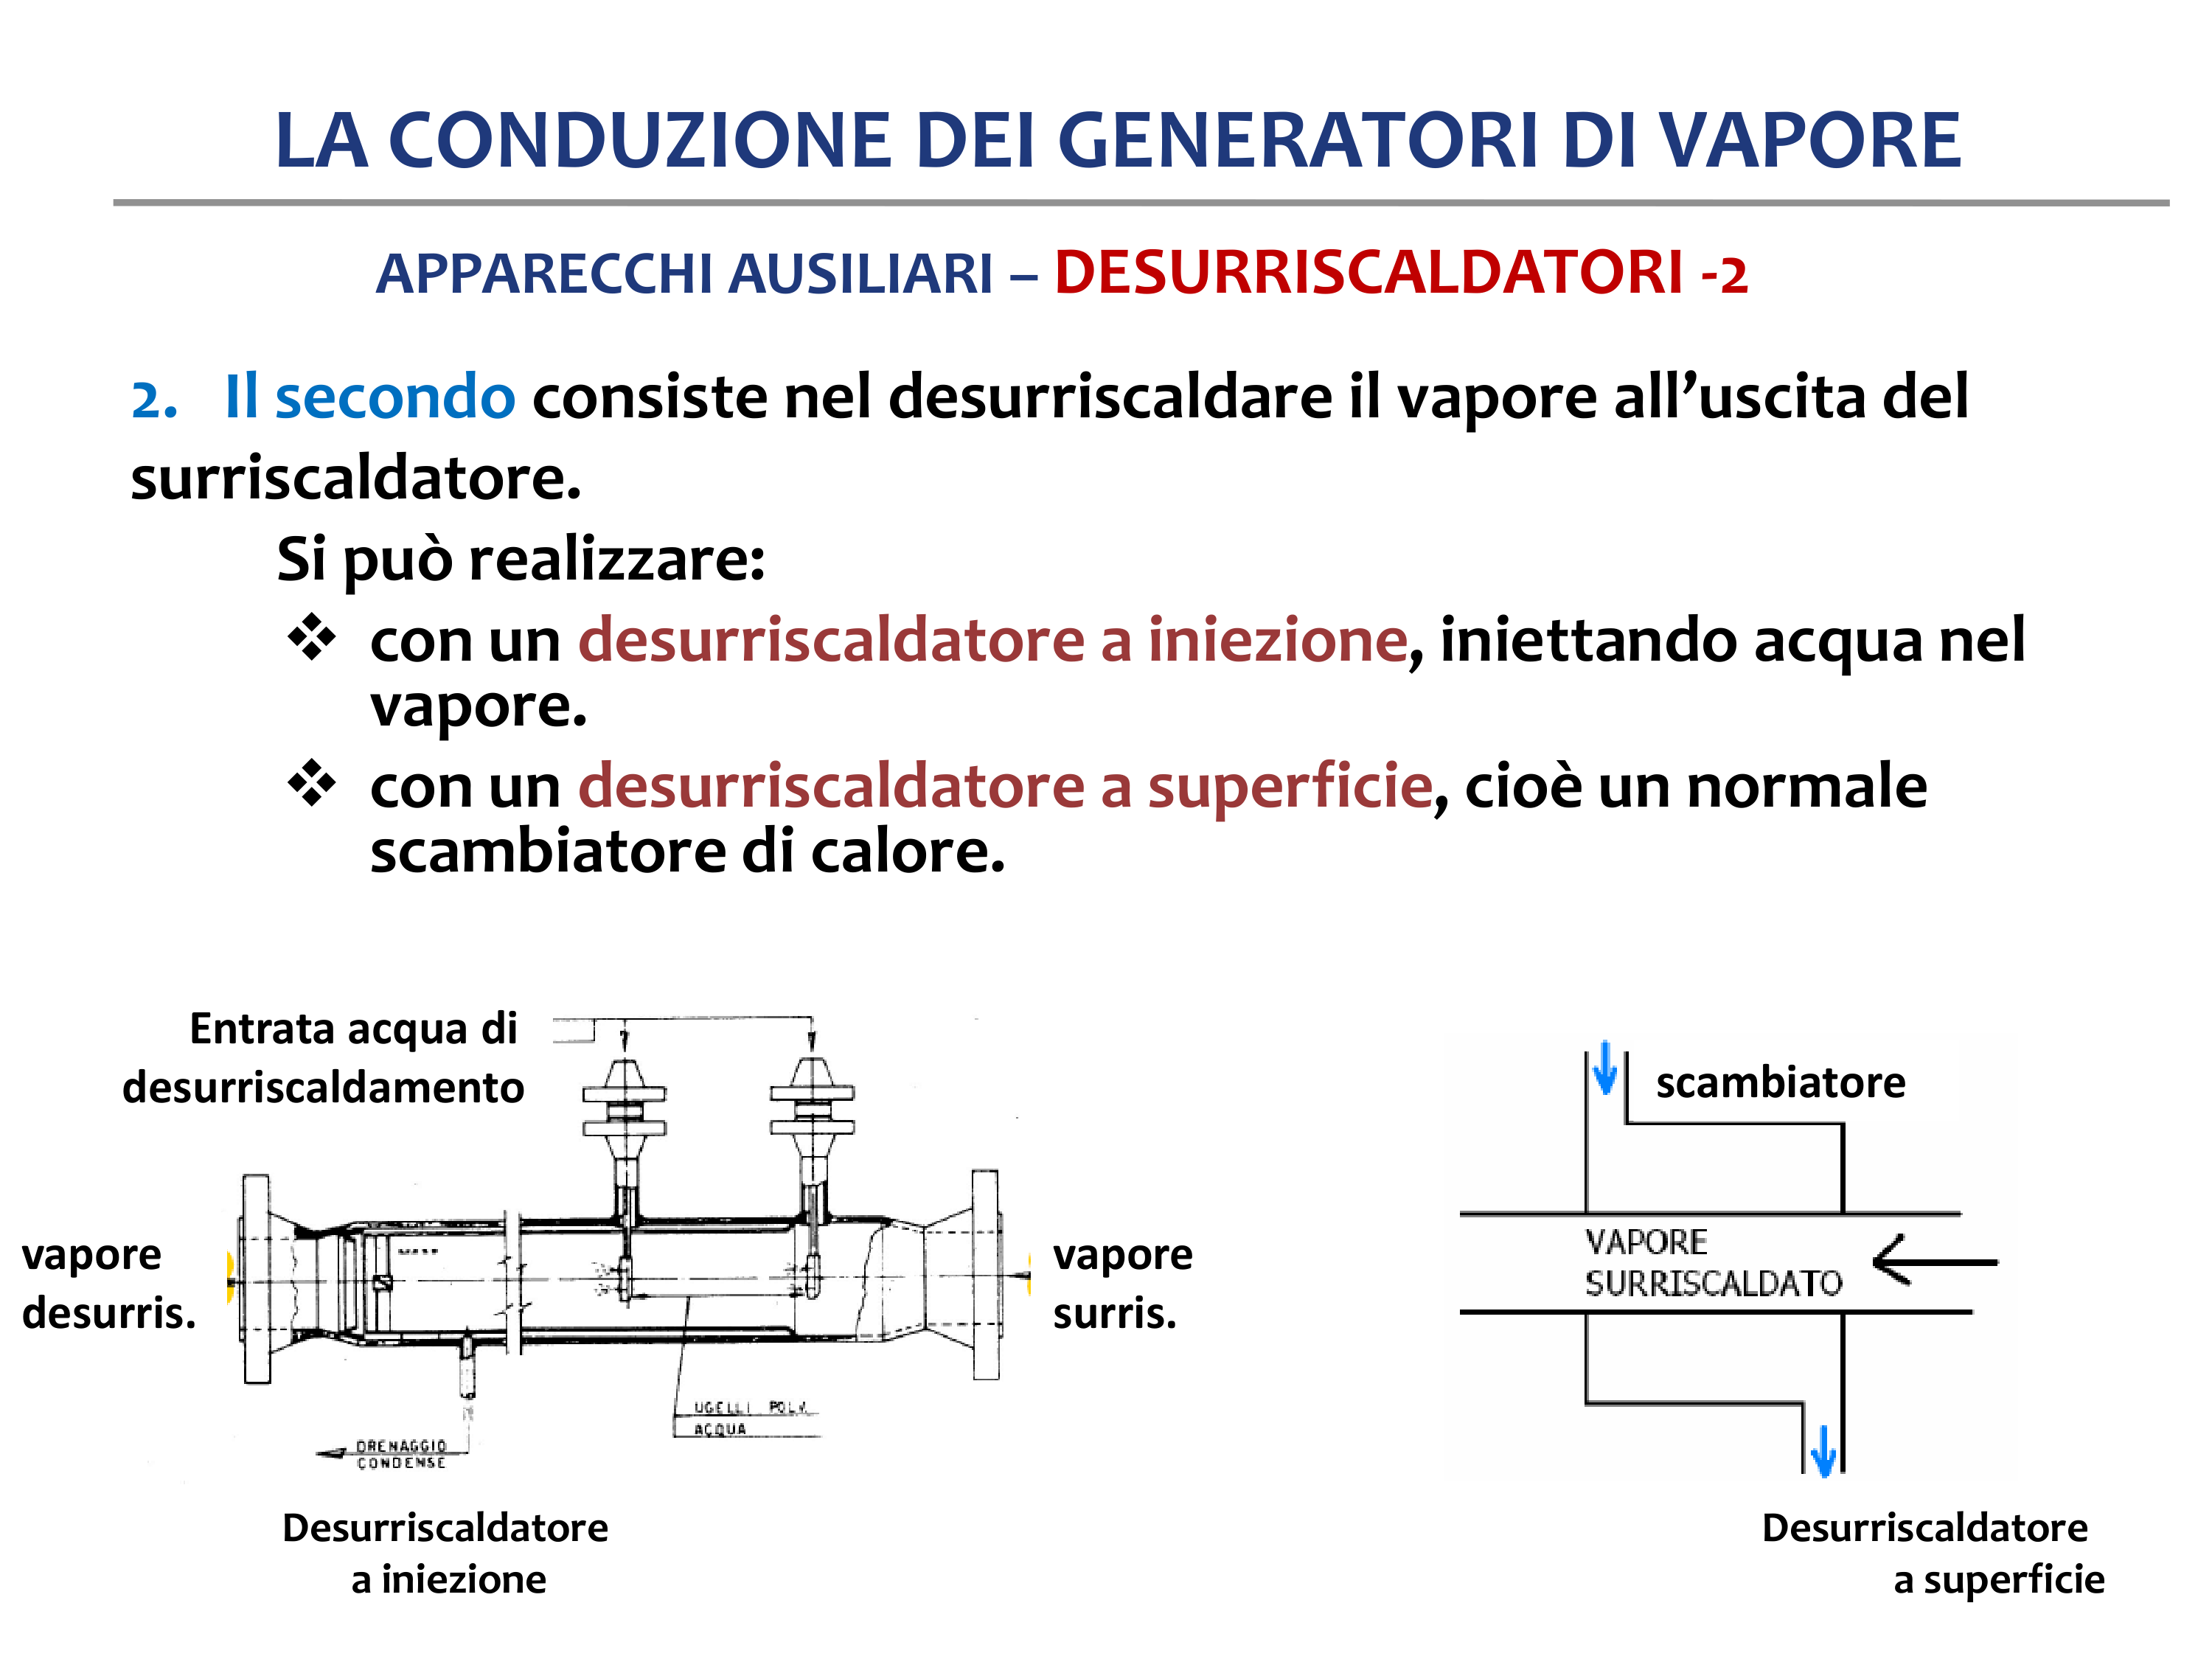 LA CONDUZIONE DEI GENERATORI DI VAPORE
APPARECCHI AUSILIARI – DESURRISCALDATORI -2
2. Il secondo consiste nel desurriscaldare il vapore all’uscita del
surriscaldatore.
Si può realizzare:
❖ con un desurriscaldatore a iniezione, iniettando acqua nel
vapore.
❖ con un desurriscaldatore a superficie, cioè un normale
scambiatore di calore.
Entrata acqua di
desurriscaldamento
vapore
desurris.
vapore
surris.
UGELLI POLV.
ACQUA
DRENAGGIO
CONDENSE
Desurriscaldatore
a iniezione
scambiatore
VAPORE
SURRISCALDATO
Desurriscaldatore
a superficie